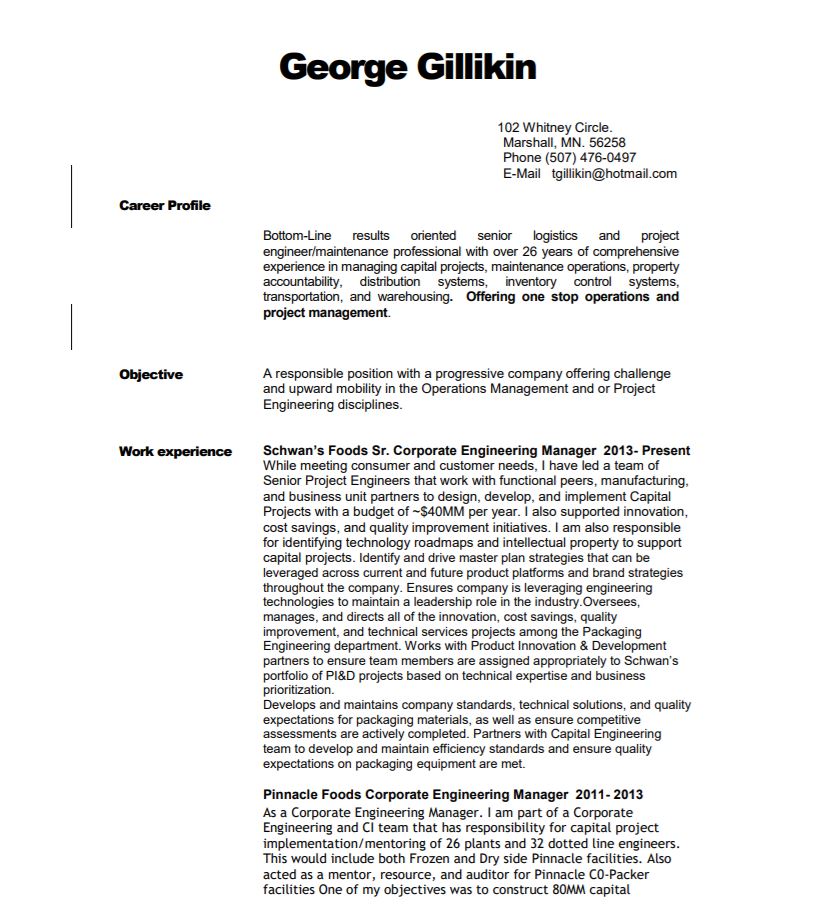 George Gillikin
102 Whitney Circle.
Marshall, MN. 56258
Phone (507) 476-0497
E-Mail tgillikin@hotmail.com
Career Profile
Bottom-Line results oriented senior logistics and project
engineer/maintenance professional with over 26 years of comprehensive
experience in managing capital projects, maintenance operations, property
accountability, distribution systems, inventory control systems,
transportation, and warehousing. Offering one stop operations and
project management.
Objective
A responsible position with a progressive company offering challenge
and upward mobility in the Operations Management and or Project
Engineering disciplines.
Work experience
Schwan's Foods Sr. Corporate Engineering Manager 2013- Present
While meeting consumer and customer needs, I have led a team of
Senior Project Engineers that work with functional peers, manufacturing,
and business unit partners to design, develop, and implement Capital
Projects with a budget of ~$40MM per year. I also supported innovation,
cost savings, and quality improvement initiatives. I am also responsible
for identifying technology roadmaps and intellectual property to support
capital projects. Identify and drive master plan strategies that can be
leveraged across current and future product platforms and brand strategies
throughout the company. Ensures company is leveraging engineering
technologies to maintain a leadership role in the industry.Oversees,
manages, and directs all of the innovation, cost savings, quality
improvement, and technical services projects among the Packaging
Engineering department. Works with Product Innovation & Development
partners to ensure team members are assigned appropriately to Schwan's
portfolio of PI&D projects based on technical expertise and business
prioritization.
Develops and maintains company standards, technical solutions, and quality
expectations for packaging materials, as well as ensure competitive
assessments are actively completed. Partners with Capital Engineering
team to develop and maintain efficiency standards and ensure quality
expectations on packaging equipment are met.
Pinnacle Foods Corporate Engineering Manager 2011- 2013
As a Corporate Engineering Manager. I am part of a Corporate
Engineering and CI team that has responsibility for capital project
implementation/mentoring of 26 plants and 32 dotted line engineers.
This would include both Frozen and Dry side Pinnacle facilities. Also
acted as a mentor, resource, and auditor for Pinnacle C0-Packer
facilities One of my objectives was to construct 80MM capital